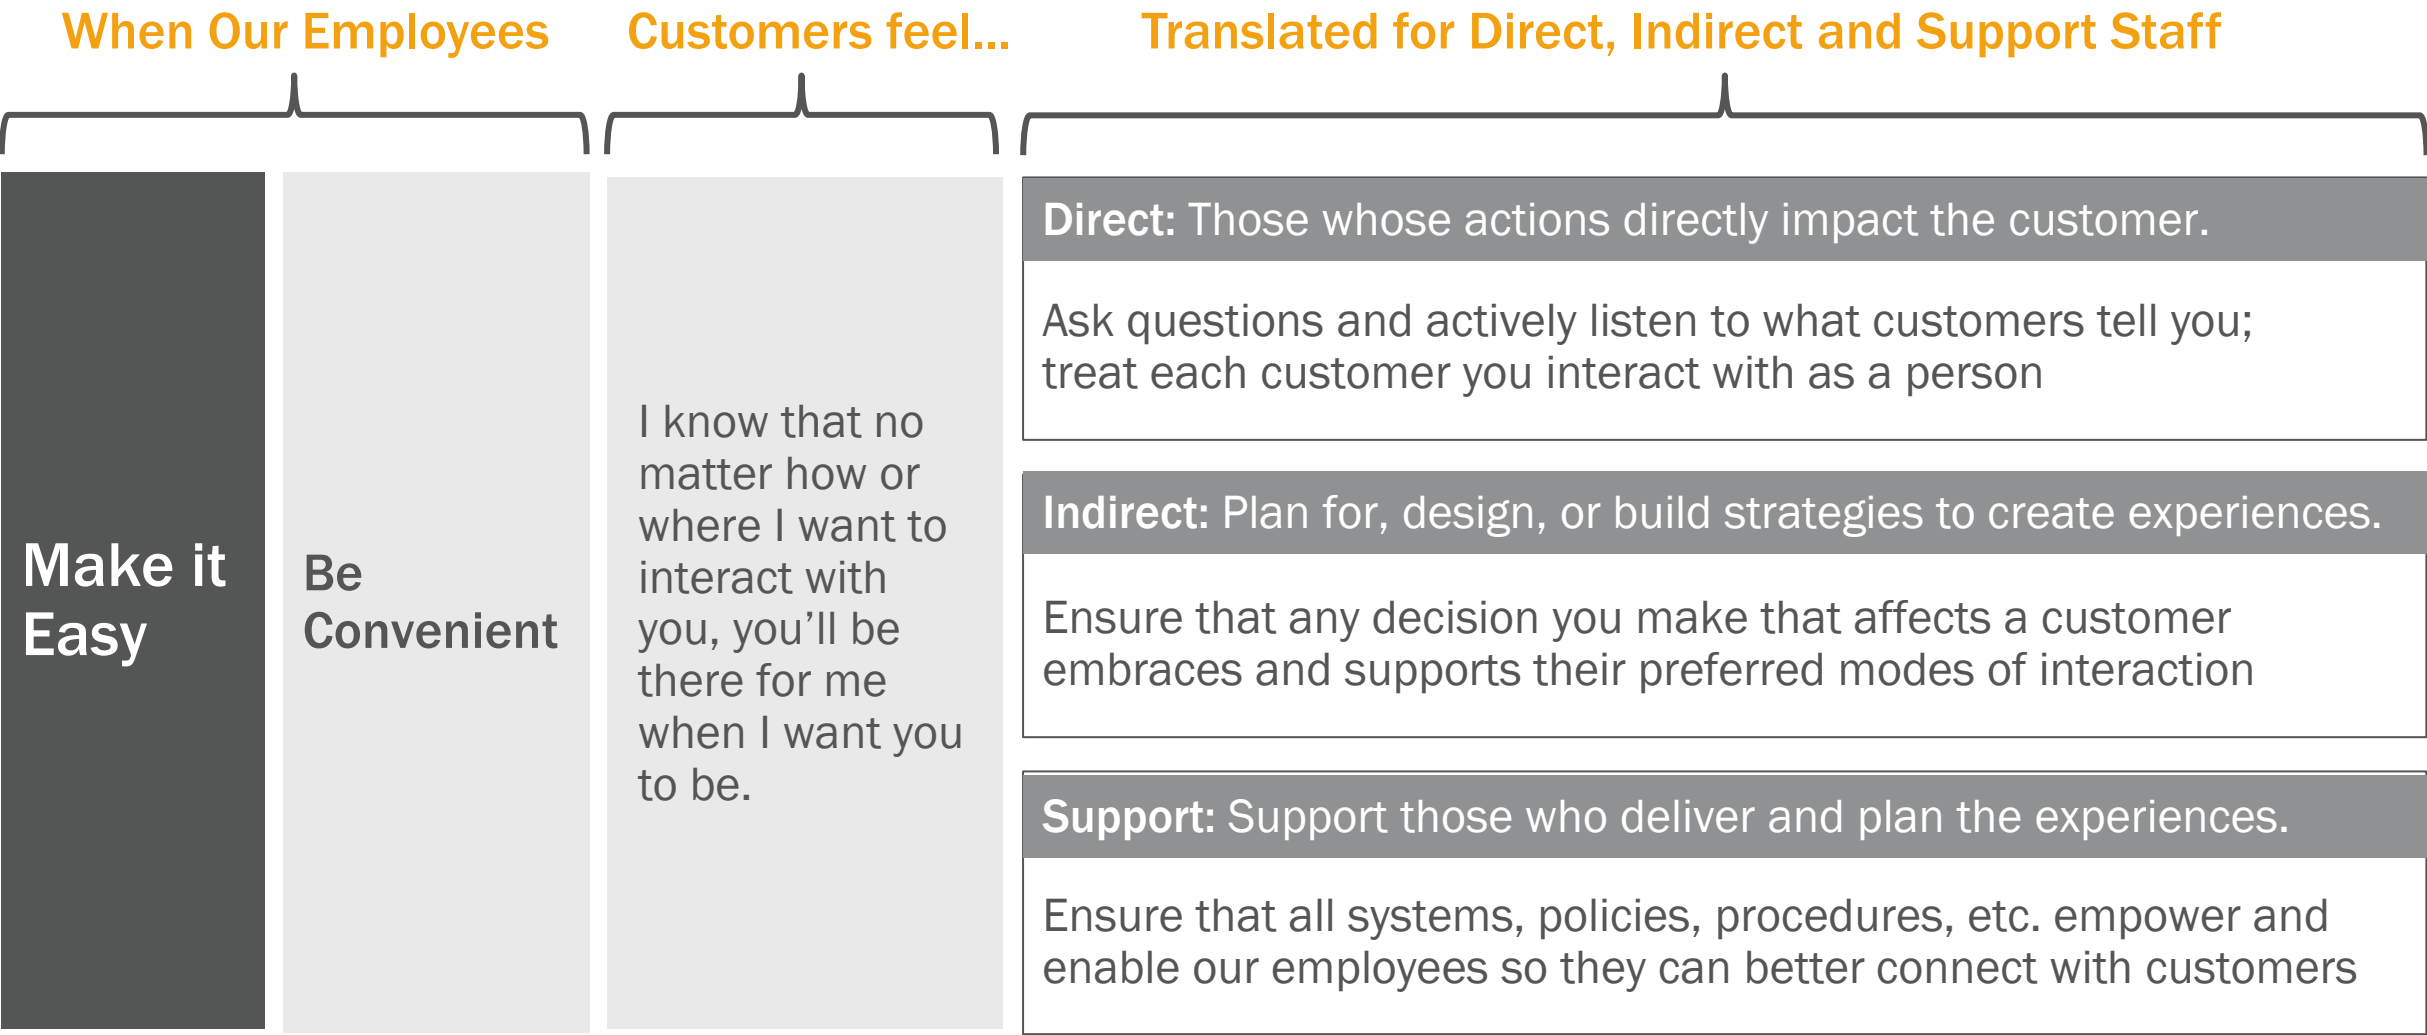 When Our Employees
Customers feel...
Translated for Direct, Indirect and Support Staff
Make it
Easy
Be
Convenient
I know that no
matter how or
where I want to
interact with
you, you’ll be
there for me
when I want you
to be.
Direct: Those whose actions directly impact the customer.
Ask questions and actively listen to what customers tell you;
treat each customer you interact with as a person
Indirect: Plan for, design, or build strategies to create experiences.
Ensure that any decision you make that affects a customer
embraces and supports their preferred modes of interaction
Support: Support those who deliver and plan the experiences.
Ensure that all systems, policies, procedures, etc. empower and
enable our employees so they can better connect with customers